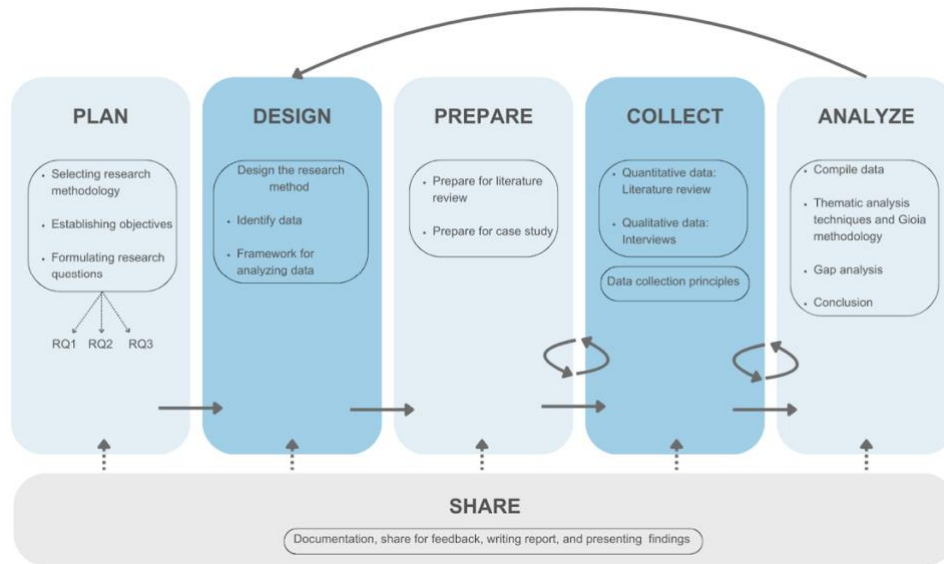 PLAN
• Selecting research
methodology
• Establishing objectives
• Formulating research
questions
RQ1 RQ2 RQ3
DESIGN
Design the research
method
• Identify data
• Framework for
analyzing data
PREPARE
• Prepare for literature
review
• Prepare for case study
COLLECT
• Quantitative data:
Literature review
• Qualitative data:
Interviews
Data collection principles
ANALYZE
• Compile data
• Thematic analysis
techniques and Gioia
methodology
• Gap analysis
• Conclusion
SHARE
Documentation, share for feedback, writing report, and presenting findings